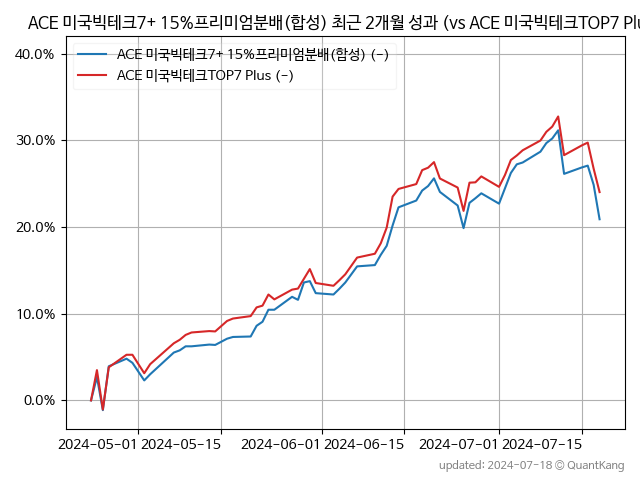 ACE 미국빅테크7+ 15%프리미엄분배(합성) 최근 2개월 성과 (vs ACE 미국빅테크TOP7 Plu
ACE 미국빅테크7+ 15%프리미엄분배(합성) (-)
ACE 미국빅테크TOP7 Plus (-)
40.0%
30.0%
20.0%
10.0%
0.0%
2024-05-01 2024-05-15 2024-06-01 2024-06-15 2024-07-01 2024-07-15
updated: 2024-07-18 © QuantKang